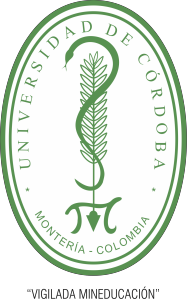 UNIVERSIDAD DE CÓRDOBA
MONTERÍA - COLOMBIA
“VIGILADA MINEDUCACIÓN”